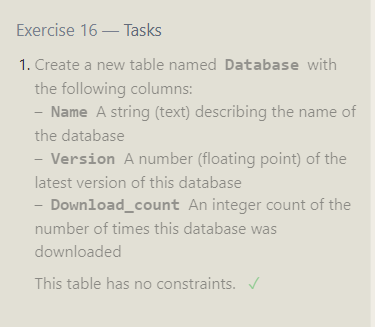 Exercise 16 — Tasks
1. Create a new table named Database with
the following columns:
– Name A string (text) describing the name of
the database
– Version A number (floating point) of the
latest version of this database
– Download_count An integer count of the
number of times this database was
downloaded
This table has no constraints. ✓